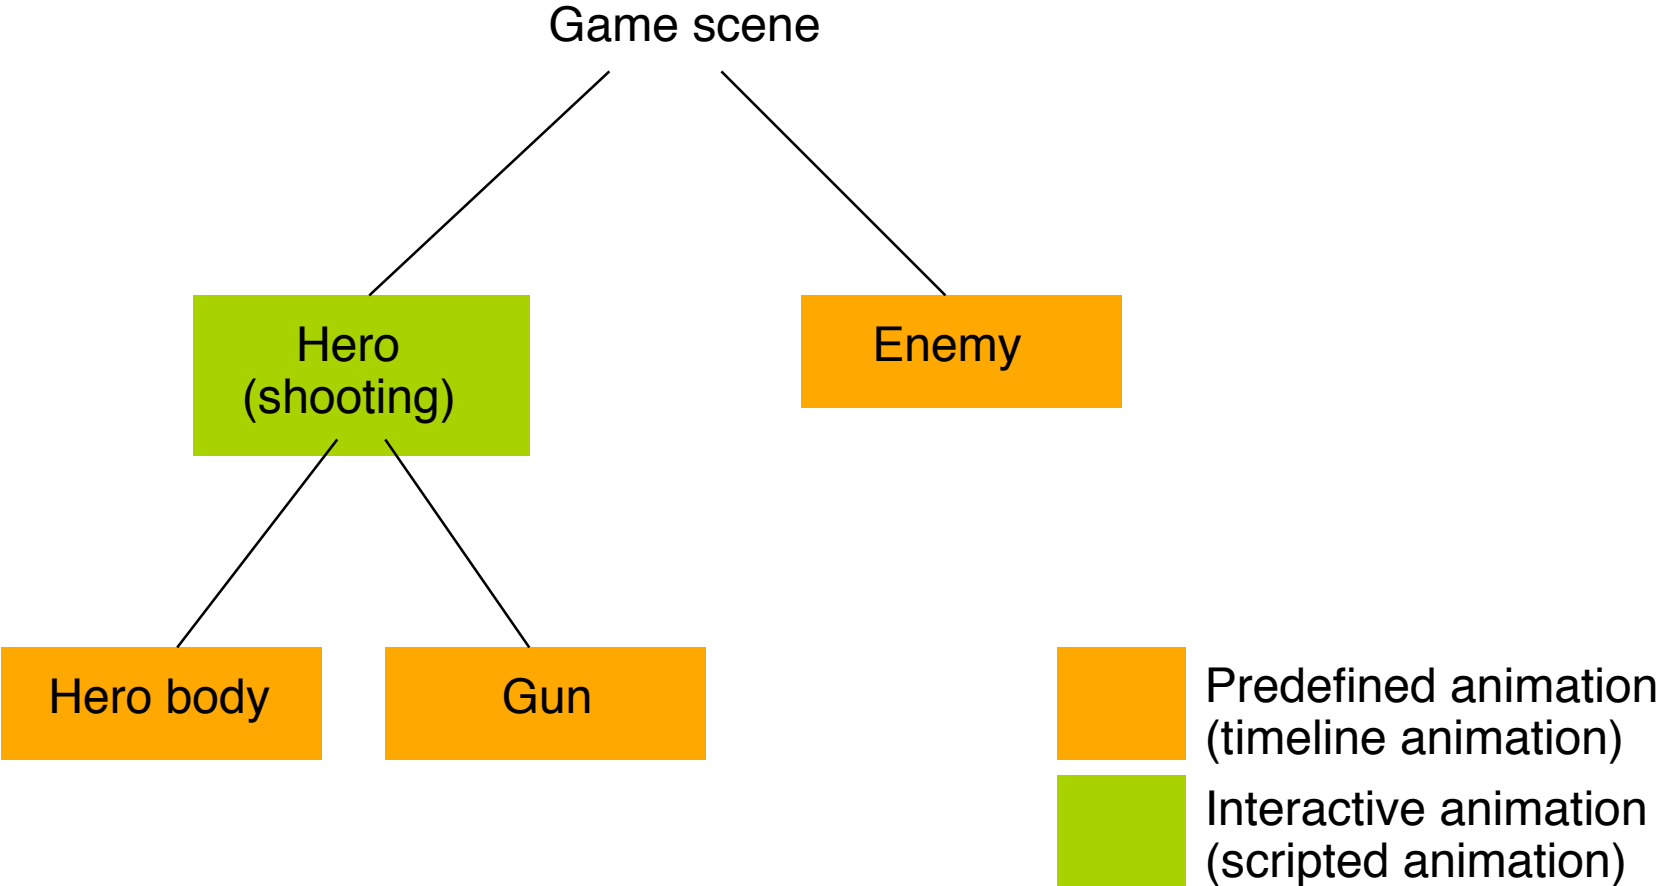 Game scene
Hero
(shooting)
Enemy
Hero body
Gun
Predefined animation
(timeline animation)
Interactive animation
(scripted animation)